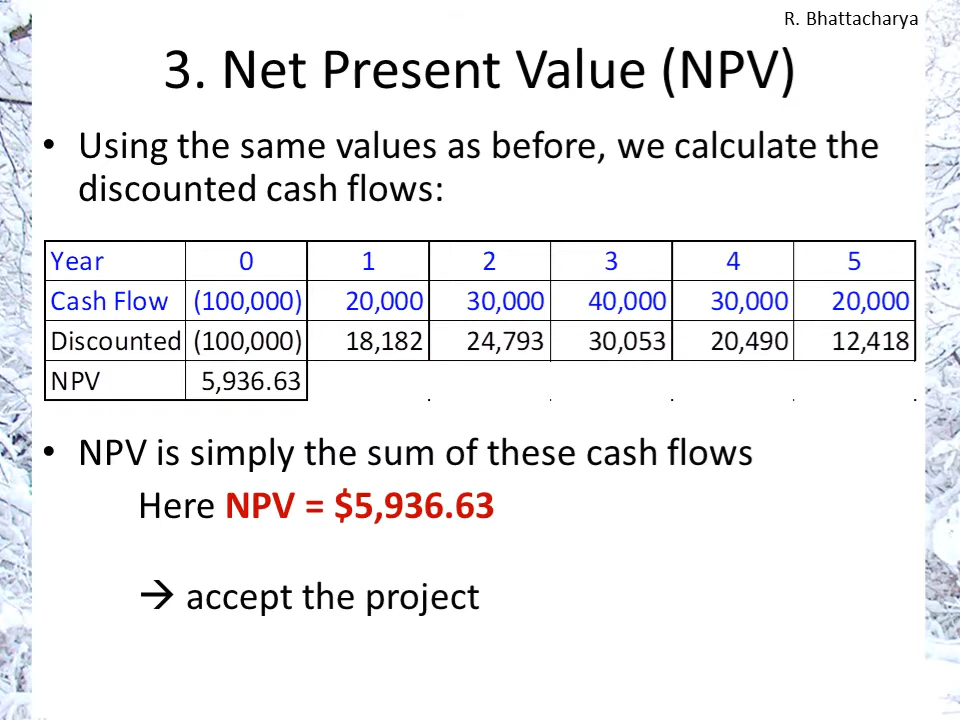 R. Bhattacharya
3. Net Present Value (NPV)
• Using the same values as before, we calculate the
discounted cash flows:
Year 0 1 2 3 4 5
Cash Flow (100,000) 20,000 30,000 40,000 30,000 20,000
Discounted (100,000) 18,182 24,793 30,053 20,490 12,418
NPV 5,936.63
• NPV is simply the sum of these cash flows
Here NPV = $5,936.63
→ accept the project